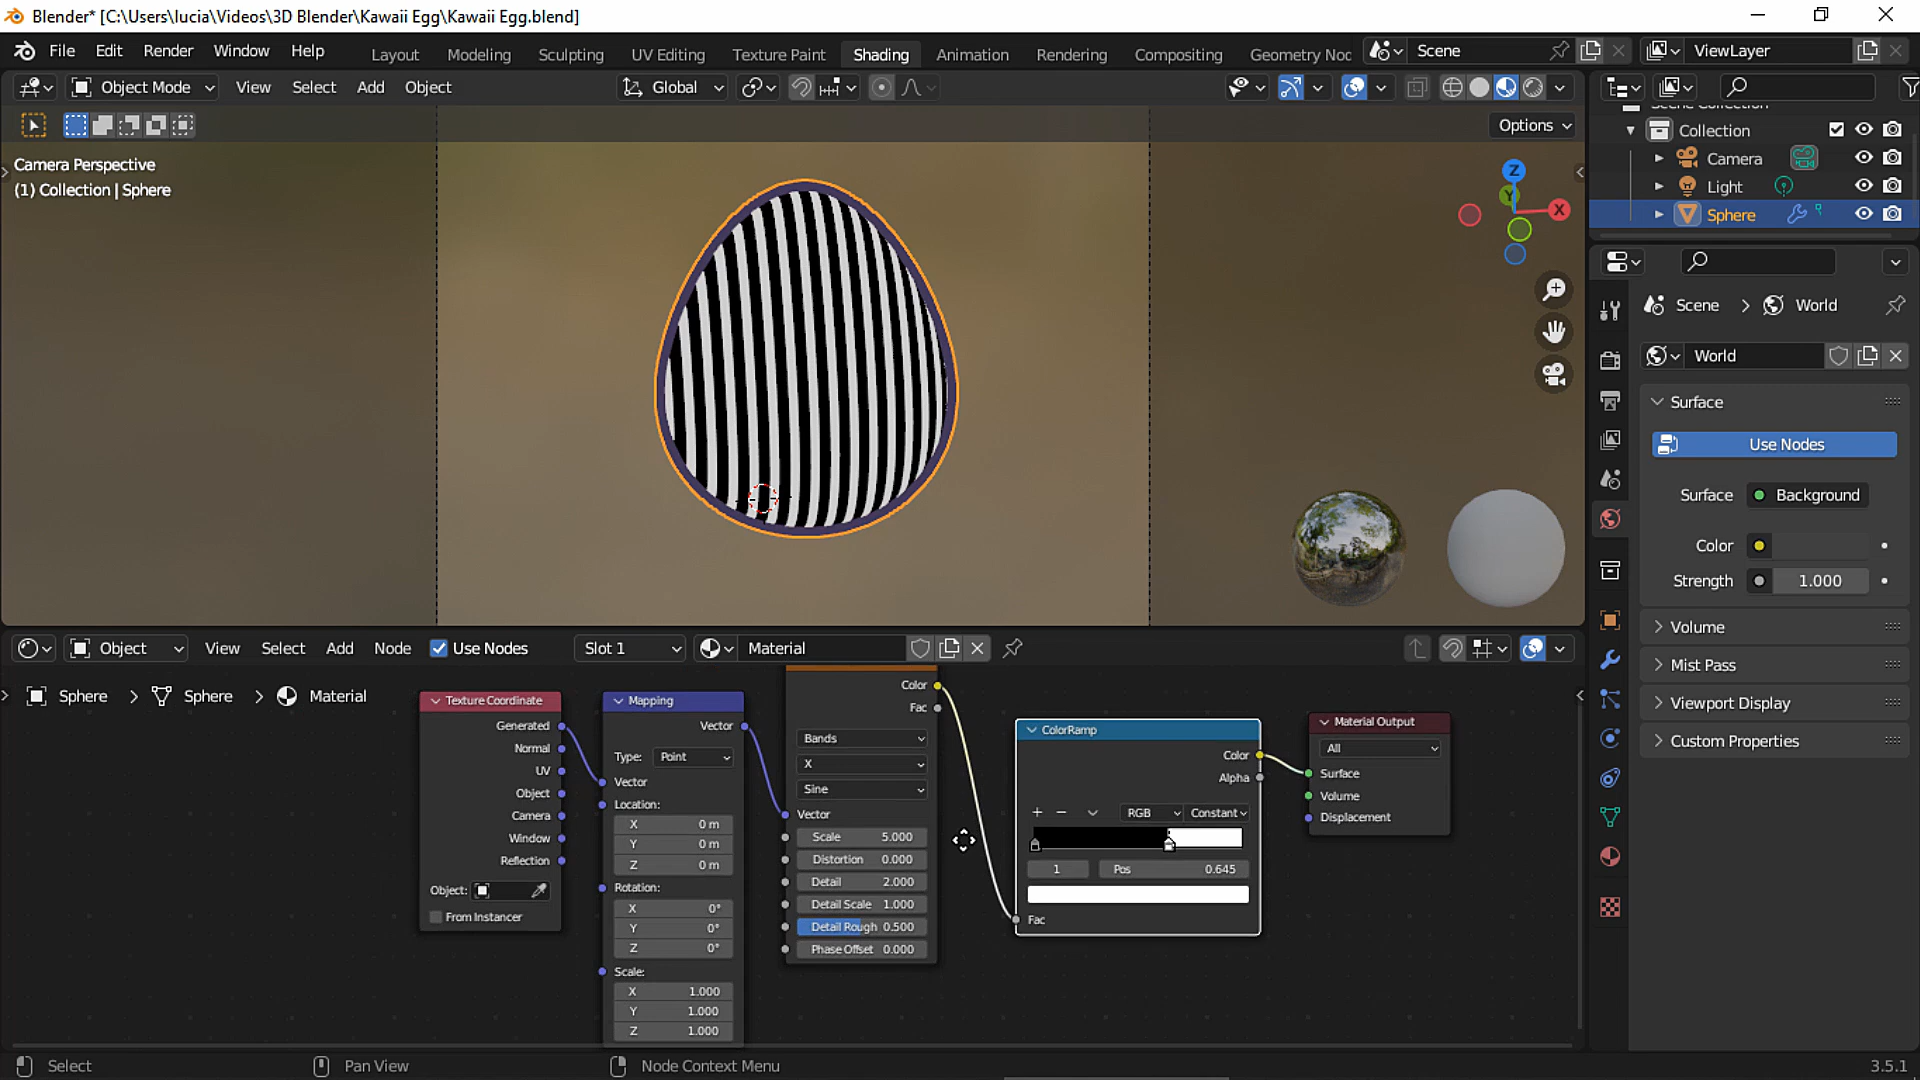 Blender* [C:\Users\lucia\Videos\3D Blender\Kawaii Egg\Kawaii Egg.blend]
File Edit Render Window Help
Layout Modeling Sculpting UV Editing Texture Paint Shading Animation Rendering Compositing Geometry Noc
Scene
ViewLayer
Object Mode View Select Add Object
Global
Options
Camera Perspective
(1) Collection | Sphere
Z
Y
X
Scene Collection
Collection
Camera
Light
Sphere
Scene > World
World
Surface
Use Nodes
Surface Background
Color
Strength 1.000
Volume
Mist Pass
Viewport Display
Custom Properties
Object View Select Add Node Use Nodes Slot 1 Material
Sphere > Sphere > Material
Texture Coordinate
Generated
Normal
UV
Object
Camera
Window
Reflection
Object:
From Instancer
Mapping
Vector
Type: Point
Vector
Location:
X 0 m
Y 0 m
Z 0 m
Rotation:
X 0°
Y 0°
Z 0°
Scale:
X 1.000
Y 1.000
Z 1.000
Color
Fac
Bands
X
Sine
Vector
Scale 5.000
Distortion 0.000
Detail 2.000
Detail Scale 1.000
Detail Rough 0.500
Phase Offset 0.000
ColorRamp
Color
Alpha
RGB Constant
1 Pos 0.645
Fac
Material Output
All
Surface
Volume
Displacement
Select Pan View Node Context Menu 3.5.1